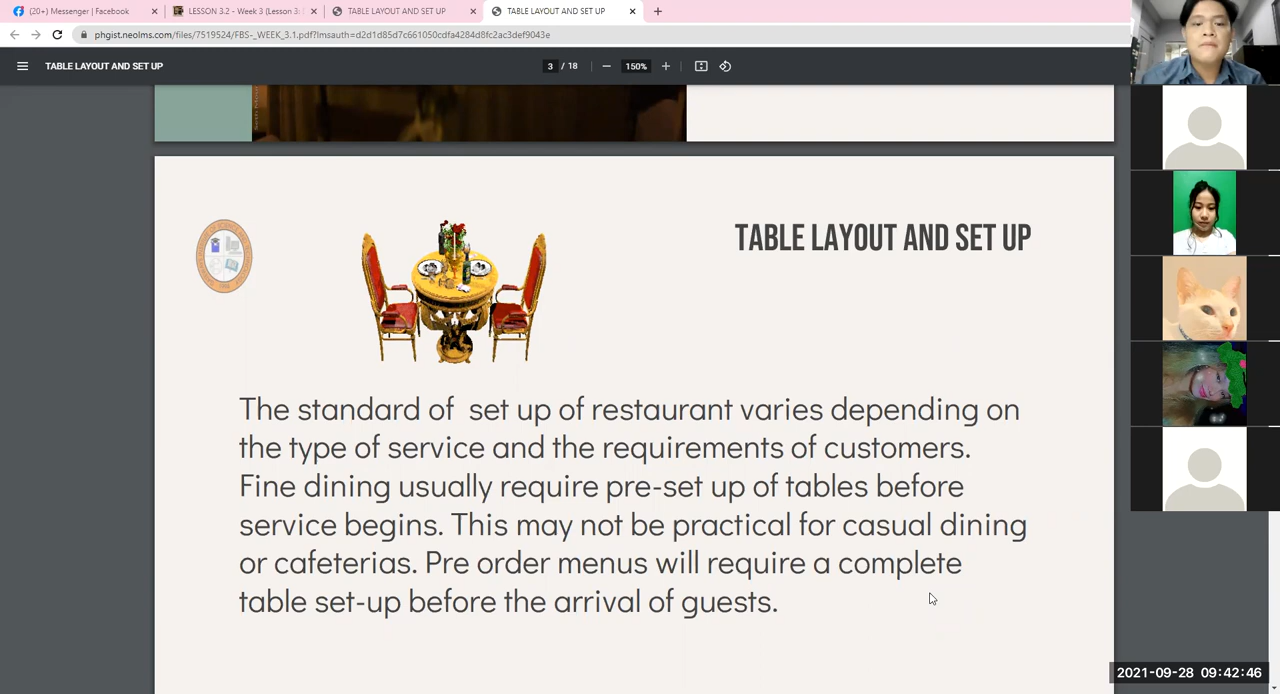 (20+) Messenger | Facebook
LESSON 3.2 - Week 3 (Lesson 3:
TABLE LAYOUT AND SET UP
TABLE LAYOUT AND SET UP
phgist.neolms.com/files/7519524/FBS-_WEEK_3.1.pdf?lmsauth=d2d1d85d7c661050cdfa4284d8fc2ac3def9043e
TABLE LAYOUT AND SET UP
3 / 18
150%
TABLE LAYOUT AND SET UP
The standard of set up of restaurant varies depending on
the type of service and the requirements of customers.
Fine dining usually require pre-set up of tables before
service begins. This may not be practical for casual dining
or cafeterias. Pre order menus will require a complete
table set-up before the arrival of guests.
2021-09-28 09:42:46